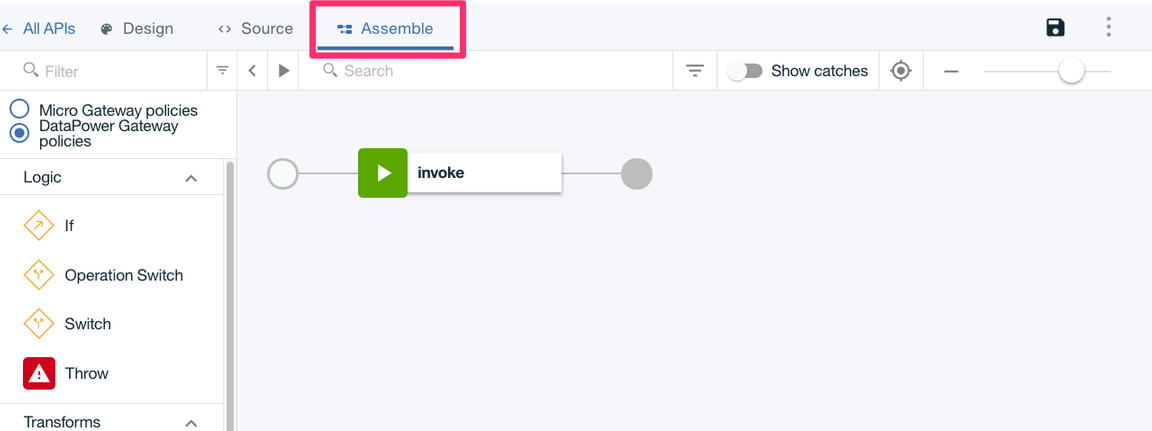 All APIs Design Source Assemble
Filter Search Show catches
Micro Gateway policies
DataPower Gateway
policies
invoke
Logic
If
Operation Switch
Switch
Throw
Transforms